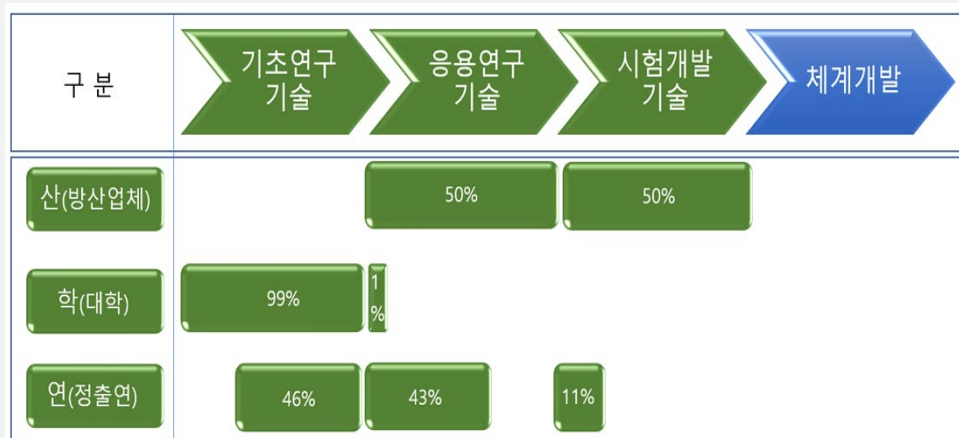 구 분
기초연구
기술
응용연구
기술
시험개발
기술
체계개발
산(방산업체)
50%
50%
학(대학)
99%
1
%
연(정출연)
46%
43%
11%